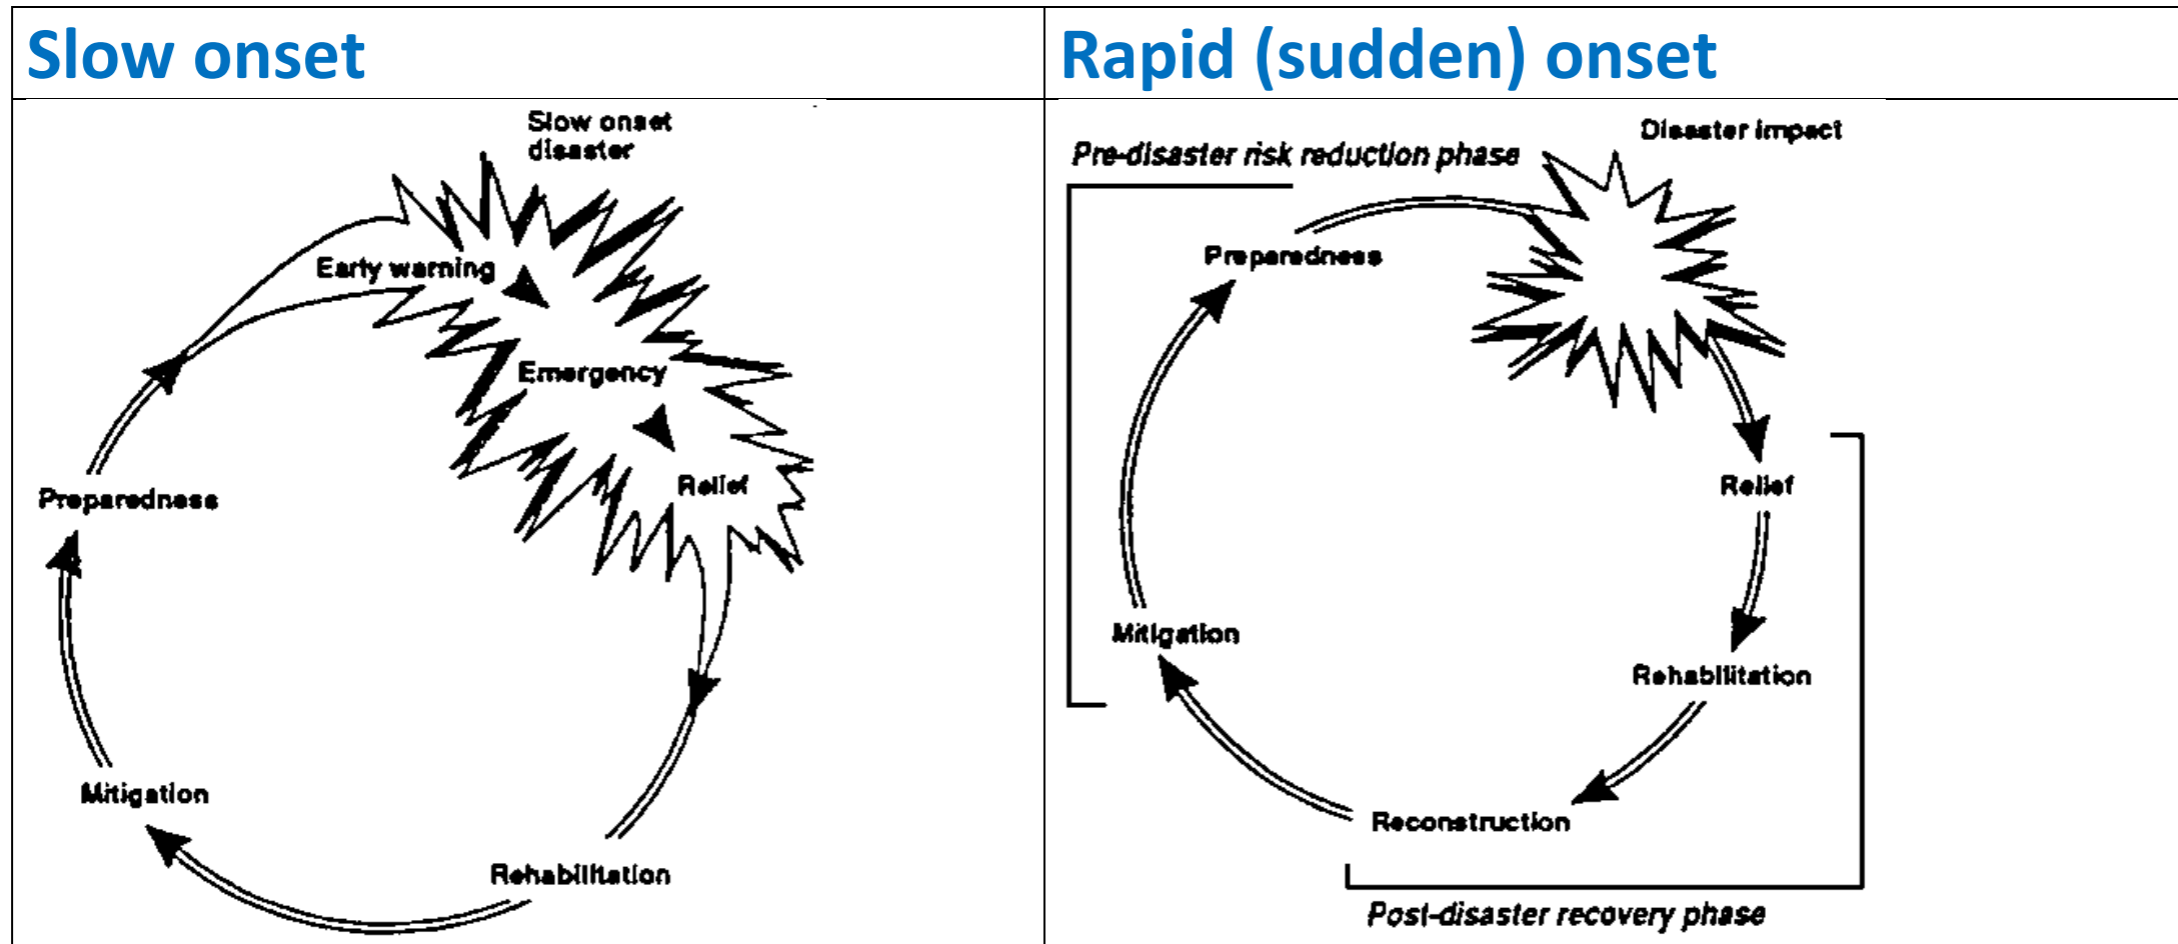 Slow onset
Rapid (sudden) onset
Slow onset
disaster
Early warning
Emergency
Relief
Preparedness
Mitigation
Rehabilitation
Disaster impact
Pre-disaster risk reduction phase
Preparedness
Relief
Mitigation
Rehabilitation
Reconstruction
Post-disaster recovery phase